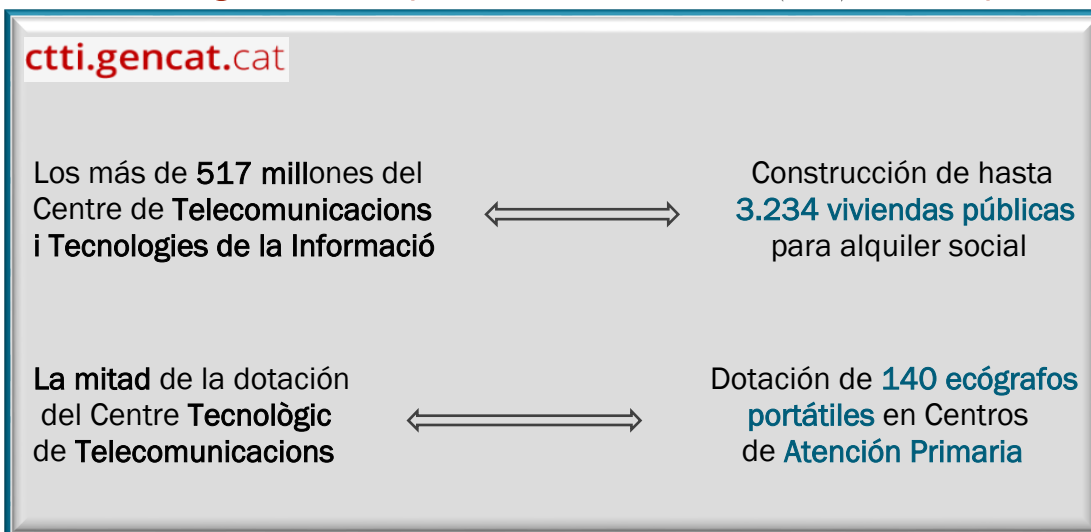 ctti.gencat.cat
Los más de 517 millones del
Centre de Telecomunicacions
i Tecnologies de la Informació
Construcción de hasta
3.234 viviendas públicas
para alquiler social
La mitad de la dotación
del Centre Tecnològic
de Telecomunicacions
Dotación de 140 ecógrafos
portátiles en Centros
de Atención Primaria